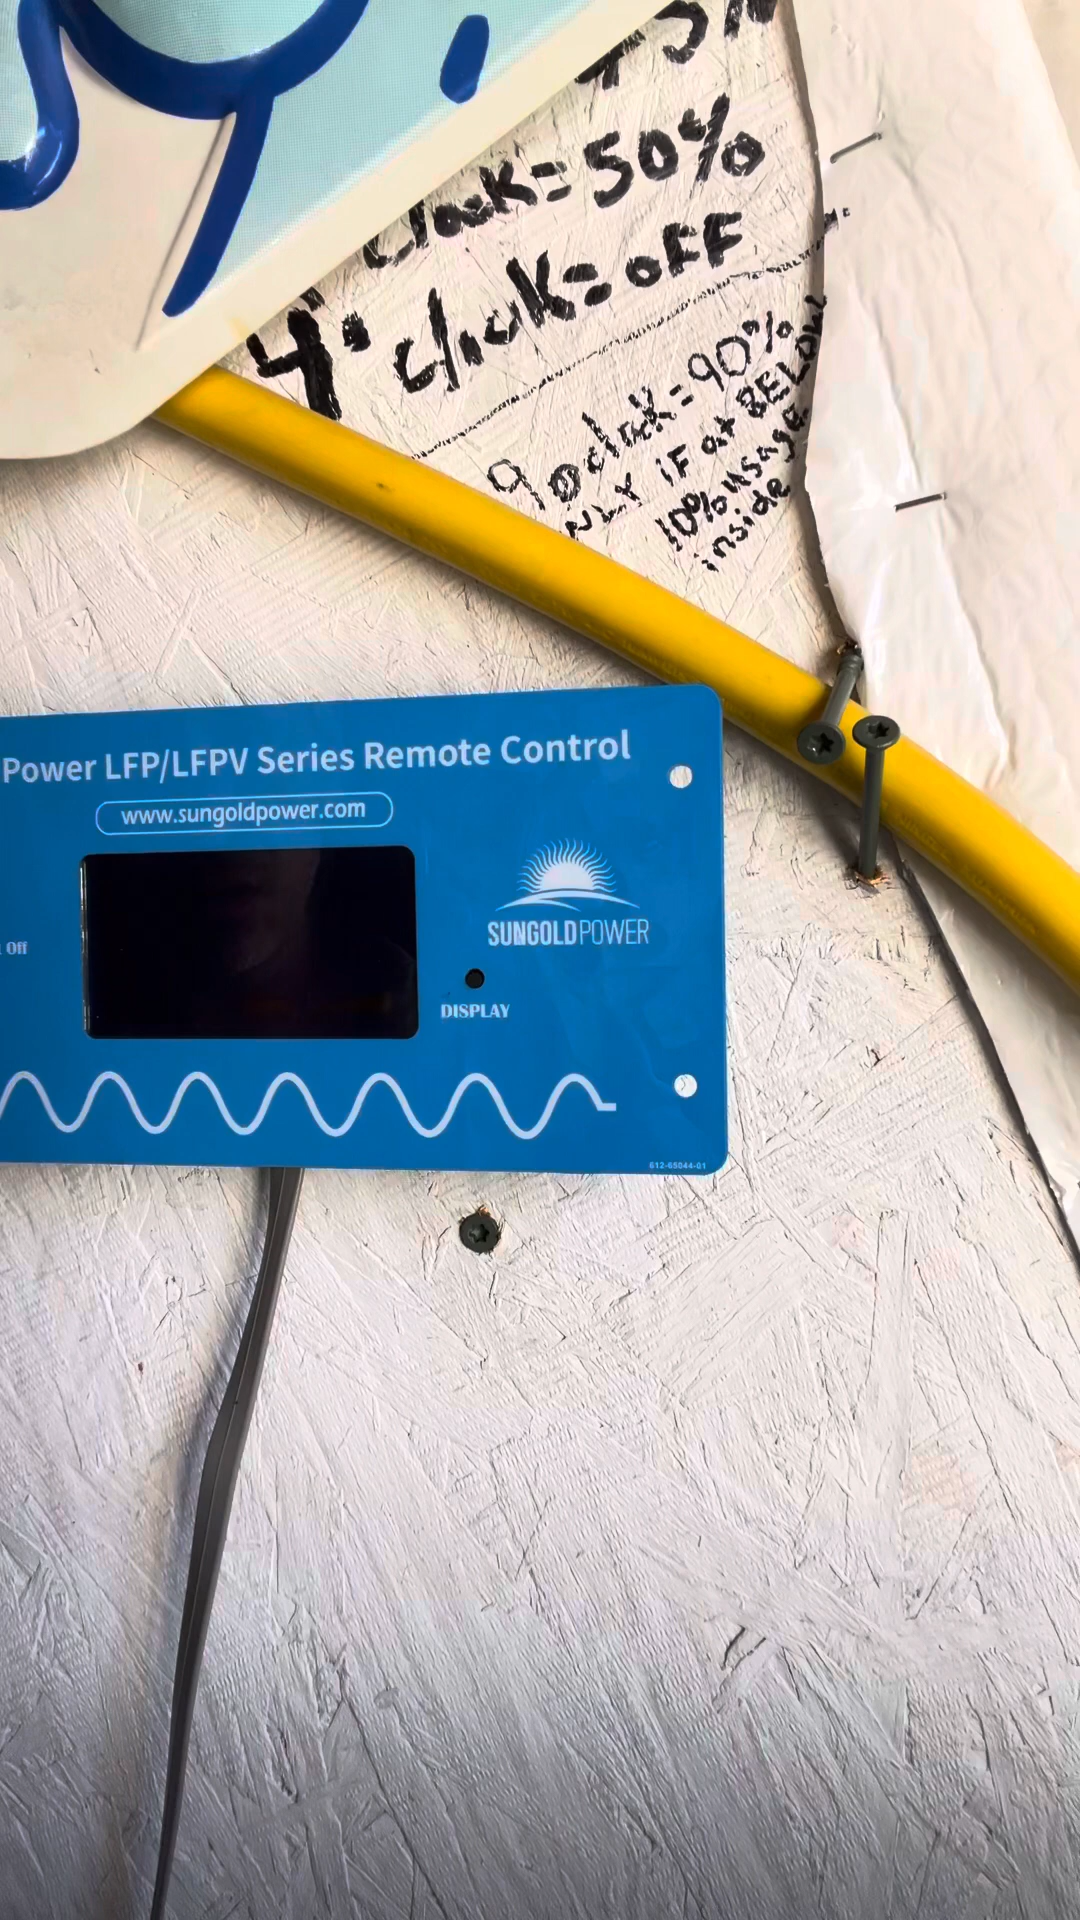 clock=50%
4' clock=OFF
9 oclock=90%
NLY iF at BELOW
10% usage
inside
Power LFP/LFPV Series Remote Control
www.sungoldpower.com
SUNGOLDPOWER
Off
DISPLAY
612-65044-01